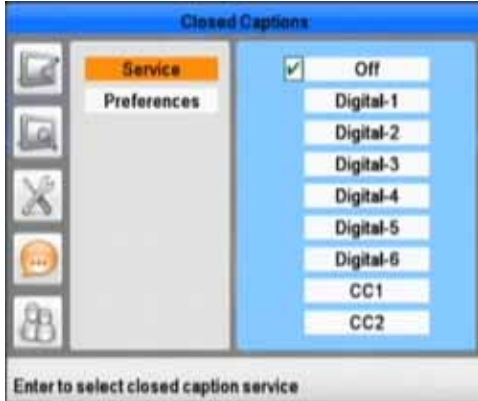 Closed Captions
Service
Preferences
Off
Digital-1
Digital-2
Digital-3
Digital-4
Digital-5
Digital-6
CC1
CC2
Enter to select closed caption service